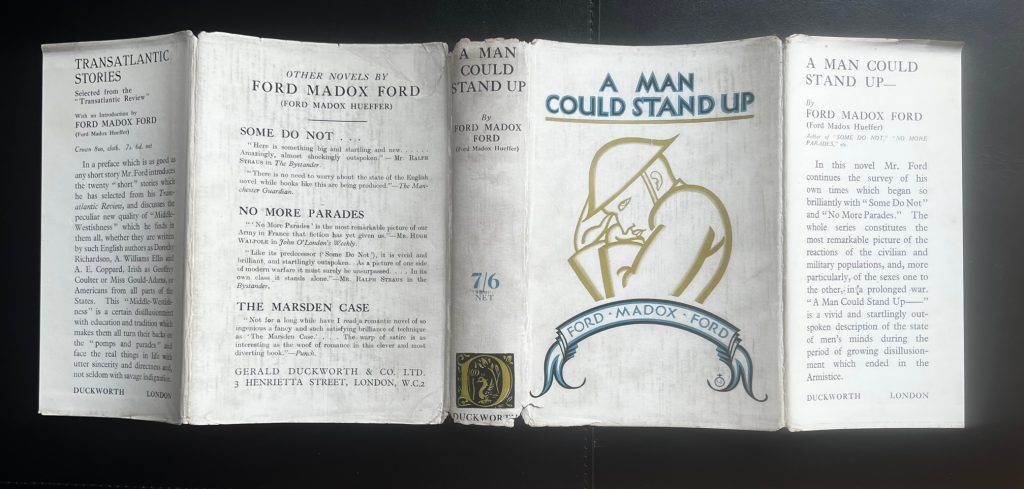 TRANSATLANTIC
STORIES
Selected from the
"Transatlantic Review"
With an Introduction by
FORD MADOX FORD
(Ford Madox Hueffer)
Crown 8vo, cloth. 7s. 6d. net
In a preface which is as good as
any short story Mr. Ford introduces
the twenty "short" stories which
he has selected from his Trans-
atlantic Review, and discusses the
peculiar new quality of "Middle-
Westishness" which he finds in
them all, whether they are written
by such English authors as Dorothy
Richardson, A. Williams Ellis and
A. E. Coppard, Irish as Geoffrey
Coulter or Miss Gould-Adams, or
Americans from all parts of the
States. This "Middle-Westish-
ness" is a certain disillusionment
with education and tradition which
makes them all turn their backs on
the "pomps and parades" and
face the real things in life with
utter sincerity and directness and,
not seldom with savage indignation.
DUCKWORTH LONDON
OTHER NOVELS BY
FORD MADOX FORD
(FORD MADOX HUEFFER)
SOME DO NOT . . .
"Here is something big and startling and new. . . . . .
Amazingly, almost shockingly outspoken."—MR. RALPH
STRAUS in The Bystander.
"There is no need to worry about the state of the English
novel while books like this are being produced."—The Man-
chester Guardian.
NO MORE PARADES
"'No More Parades' is the most remarkable picture of our
Army in France that fiction has yet given us."—MR. HUGH
WALPOLE in John O'London's Weekly.
"Like its predecessor ('Some Do Not'), it is vivid and
brilliant, and startlingly outspoken. As a picture of one side
of modern warfare it must surely be unsurpassed. . . In its
own class it stands alone."—MR. RALPH STRAUS in the
Bystander.
THE MARSDEN CASE
"Not for a long while have I read a romantic novel of so
ingenious a fancy and such satisfying brilliance of technique
as 'The Marsden Case.' . . . The warp of satire is as
interesting as the woof of romance in this clever and most
diverting book."—Punch.
GERALD DUCKWORTH & CO. LTD.
3 HENRIETTA STREET, LONDON, W.C.2
A MAN
COULD
STAND UP
By
FORD MADOX
FORD
(Ford Madox Hueffer)
7/6
NET
D
DUCKWORTH
A MAN
COULD STAND UP
FORD · MADOX · FORD
A MAN COULD
STAND UP—
By
FORD MADOX FORD
(Ford Madox Hueffer)
Author of "SOME DO NOT," "NO MORE
PARADES," etc.
In this novel Mr. Ford
continues the survey of his
own times which began so
brilliantly with "Some Do Not"
and "No More Parades." The
whole series constitutes the
most remarkable picture of the
reactions of the civilian and
military populations, and, more
particularly, of the sexes one to
the other, in a prolonged war.
"A Man Could Stand Up——"
is a vivid and startlingly out-
spoken description of the state
of men's minds during the
period of growing disillusion-
ment which ended in the
Armistice.
DUCKWORTH LONDON